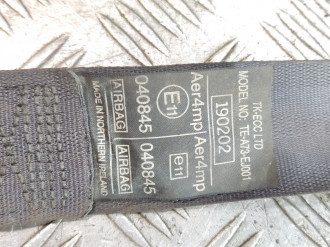 TK-ECC LTD
MODEL NO: TE-A73-EJ001
190202
Aer4mp Aer4mp
E11 e11
040845 040845
AIRBAG AIRBAG
MADE IN NORTHERN IRELAND